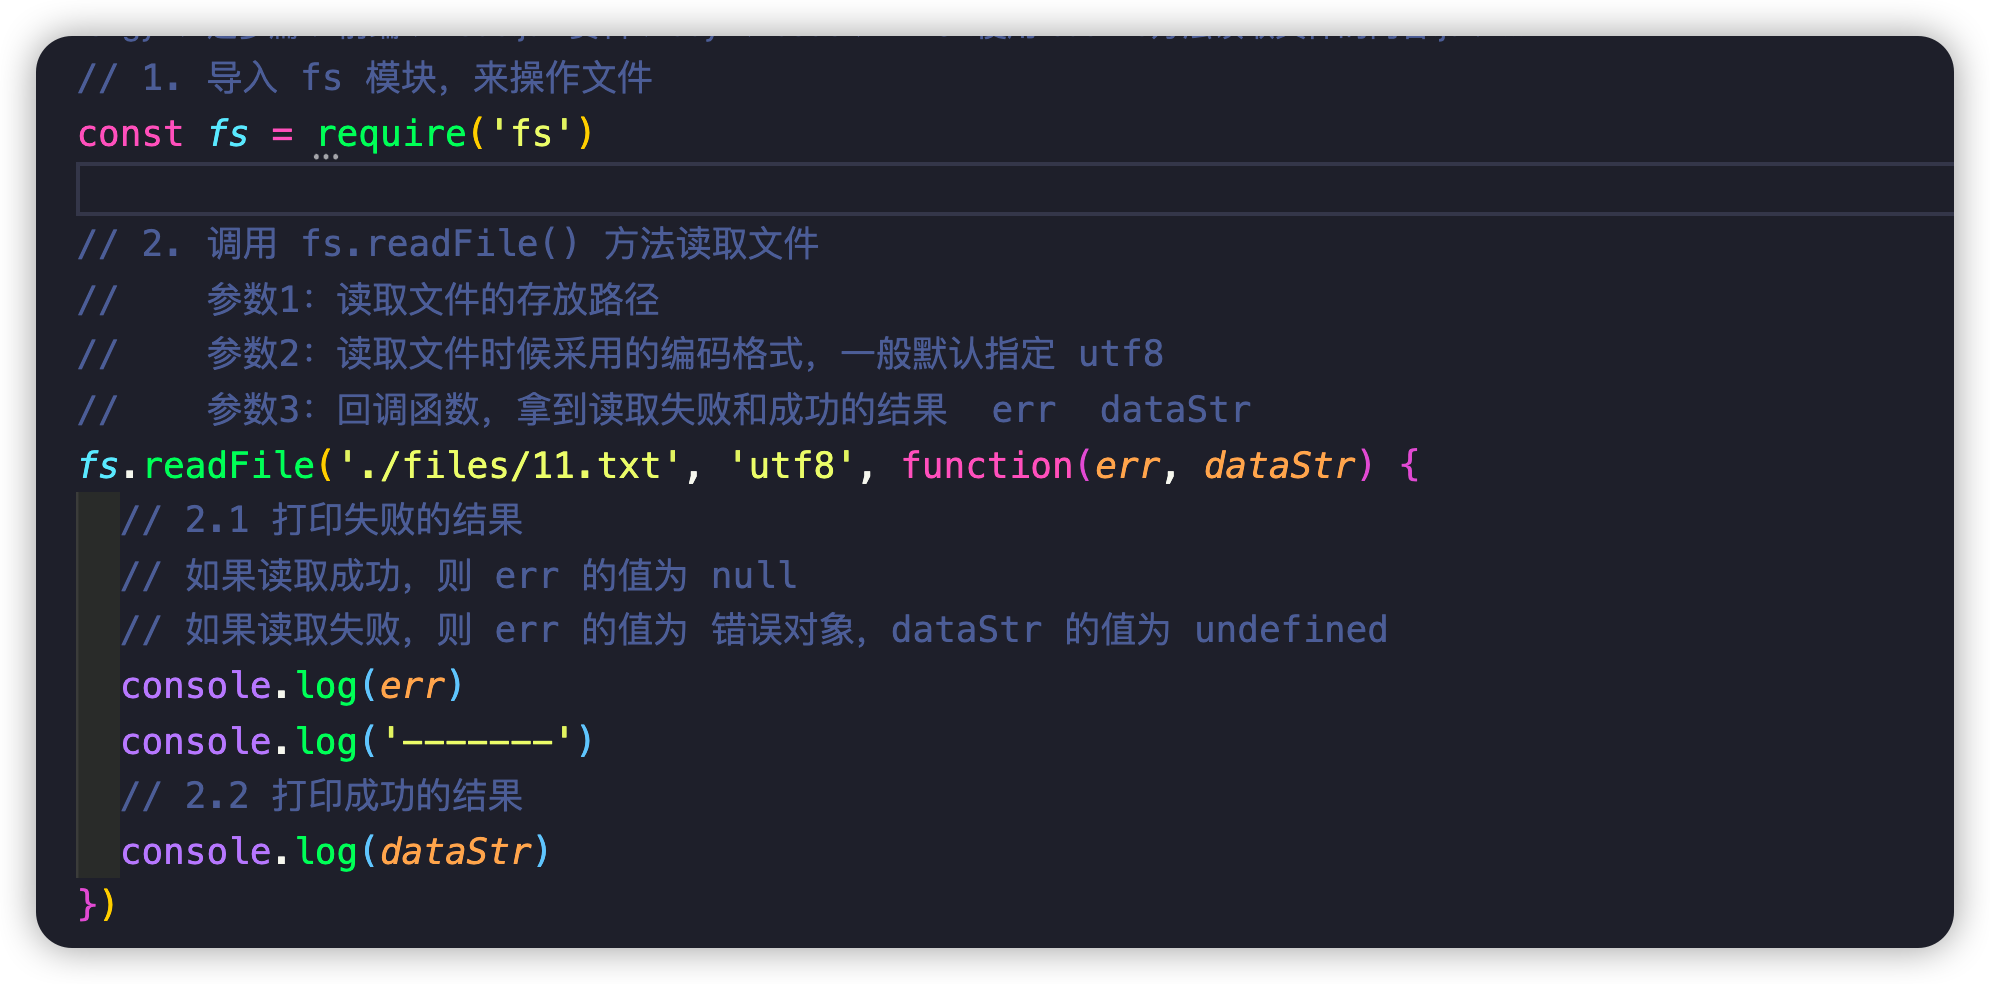 // 1. 导入 fs 模块，来操作文件
const fs = require('fs')
// 2. 调用 fs.readFile() 方法读取文件
//    参数1：读取文件的存放路径
//    参数2：读取文件时候采用的编码格式，一般默认指定 utf8
//    参数3：回调函数，拿到读取失败和成功的结果  err  dataStr
fs.readFile('./files/11.txt', 'utf8', function(err, dataStr) {
  // 2.1 打印失败的结果
  // 如果读取成功，则 err 的值为 null
  // 如果读取失败，则 err 的值为 错误对象，dataStr 的值为 undefined
  console.log(err)
  console.log('-------')
  // 2.2 打印成功的结果
  console.log(dataStr)
})